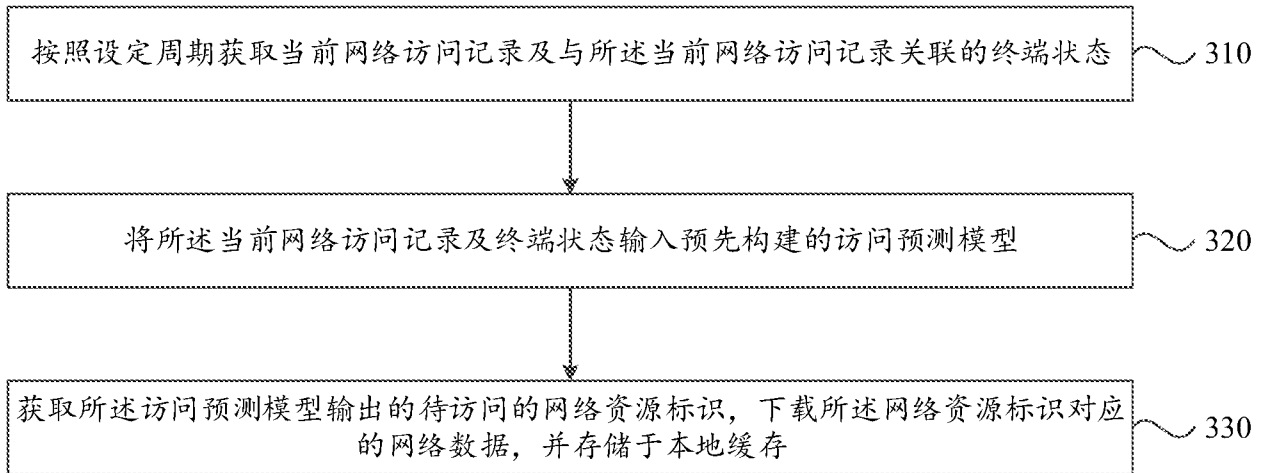 按照设定周期获取当前网络访问记录及与所述当前网络访问记录关联的终端状态 310
将所述当前网络访问记录及终端状态输入预先构建的访问预测模型 320
获取所述访问预测模型输出的待访问的网络资源标识，下载所述网络资源标识对应
的网络数据，并存储于本地缓存 330